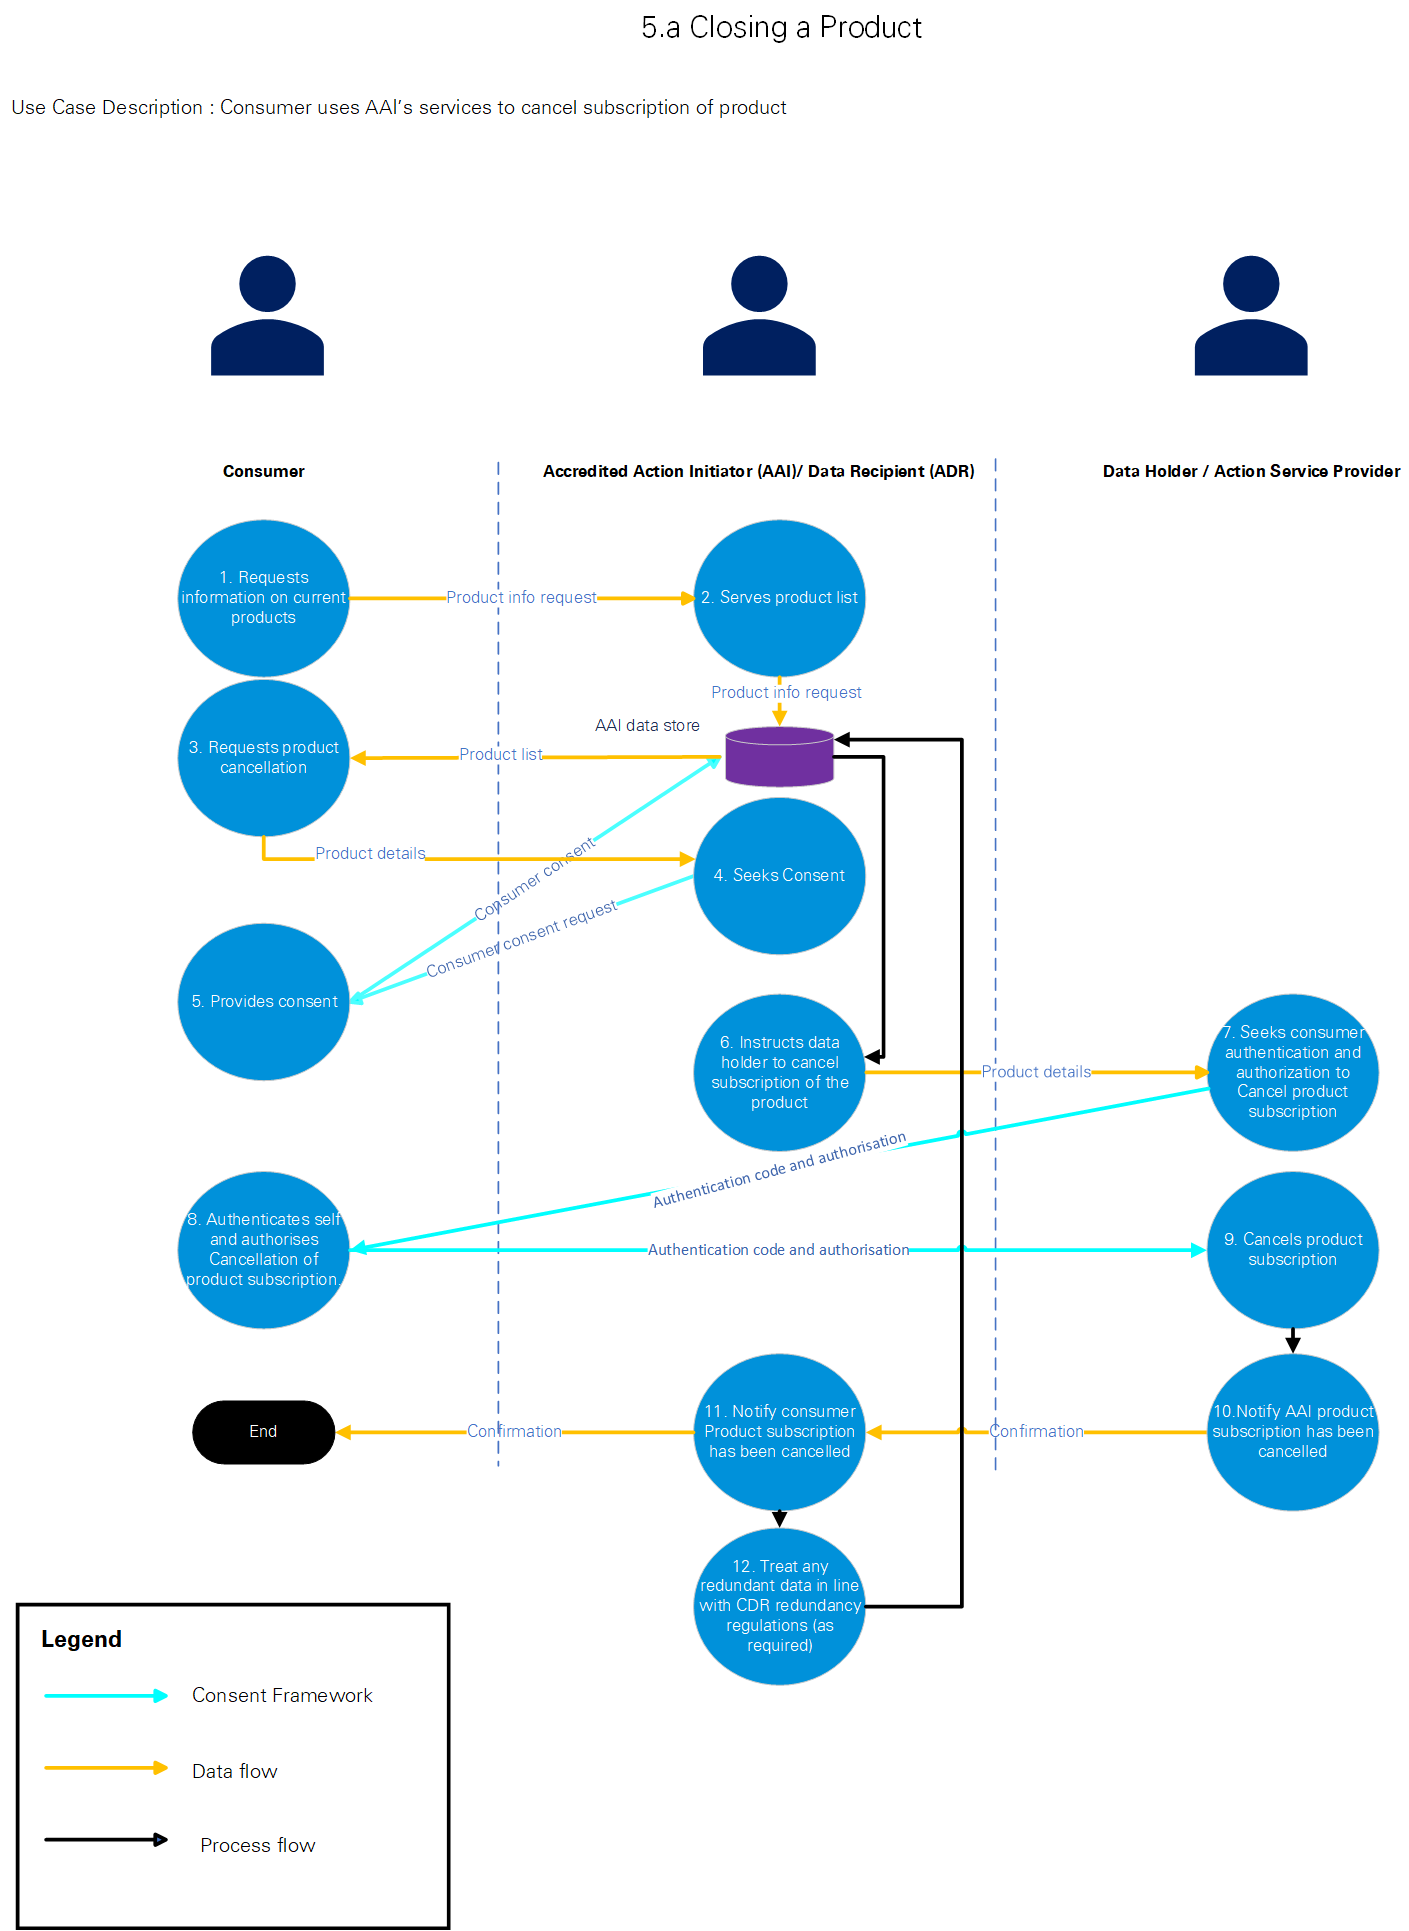 5.a Closing a Product
Use Case Description : Consumer uses AAI's services to cancel subscription of product
Consumer
Accredited Action Initiator (AAI)/ Data Recipient (ADR)
Data Holder / Action Service Provider
1. Requests
information on current
products
Product info request
2. Serves product list
Product info request
AAI data store
3. Requests product
cancellation
Product list
Product details
Consumer consent
4. Seeks Consent
Consumer consent request
5. Provides consent
6. Instructs data
holder to cancel
subscription of the
product
Product details
7. Seeks consumer
authentication and
authorization to
Cancel product
subscription
Authentication code and authorisation
8. Authenticates self
and authorises
Cancellation of
product subscription.
Authentication code and authorisation
9. Cancels product
subscription
End
Confirmation
11. Notify consumer
Product subscription
has been cancelled
Confirmation
10.Notify AAI product
subscription has been
cancelled
12. Treat any
redundant data in line
with CDR redundancy
regulations (as
required)
Legend
Consent Framework
Data flow
Process flow